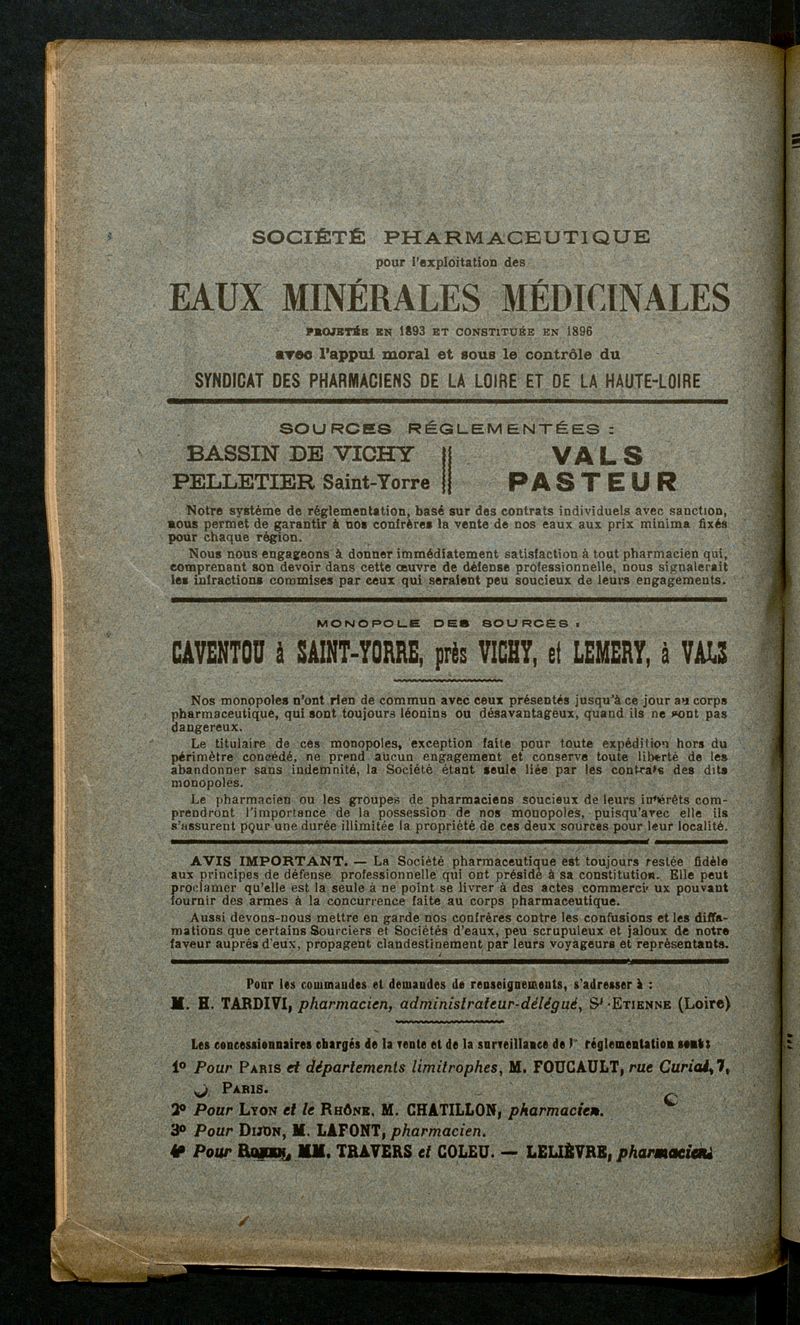 SOCIÉTÉ PHARMACEUTIQUE
pour l'exploitation des
EAUX MINÉRALES MÉDICINALES
PROJETÉE EN 1893 ET CONSTITUÉE EN 1896
avec l'appui moral et sous le contrôle du
SYNDICAT DES PHARMACIENS DE LA LOIRE ET DE LA HAUTE-LOIRE
SOURCES RÉGLEMENTÉES :
BASSIN DE VICHY
PELLETIER Saint-Yorre
VALS
PASTEUR
Notre système de réglementation, basé sur des contrats individuels avec sanction,
nous permet de garantir à nos confrères la vente de nos eaux aux prix minima fixés
pour chaque région.
Nous nous engageons à donner immédiatement satisfaction à tout pharmacien qui,
comprenant son devoir dans cette œuvre de défense professionnelle, nous signalerait
les infractions commises par ceux qui seraient peu soucieux de leurs engagements.
MONOPOLE DES SOURCES :
CAVENTOU à SAINT-YORRE, près VICHY, et LEMERY, à VALS
Nos monopoles n'ont rien de commun avec ceux présentés jusqu'à ce jour au corps
pharmaceutique, qui sont toujours léonins ou désavantageux, quand ils ne sont pas
dangereux.
Le titulaire de ces monopoles, exception faite pour toute expédition hors du
périmètre concédé, ne prend aucun engagement et conserve toute liberté de les
abandonner sans indemnité, la Société étant seule liée par les contrats des dits
monopoles.
Le pharmacien ou les groupes de pharmaciens soucieux de leurs intérêts com-
prendront l'importance de la possession de nos monopoles, puisqu'avec elle ils
s'assurent pour une durée illimitée la propriété de ces deux sources pour leur localité.
AVIS IMPORTANT. — La Société pharmaceutique est toujours restée fidèle
aux principes de défense professionnelle qui ont présidé à sa constitution. Elle peut
proclamer qu'elle est la seule à ne point se livrer à des actes commerci ux pouvant
fournir des armes à la concurrence faite au corps pharmaceutique.
Aussi devons-nous mettre en garde nos confrères contre les confusions et les diffa-
mations que certains Sourciers et Sociétés d'eaux, peu scrupuleux et jaloux de notre
faveur auprès d'eux, propagent clandestinement par leurs voyageurs et représentants.
Pour les commandes et demandes de renseignements, s'adresser à :
M. H. TARDIVI, pharmacien, administrateur-délégué, St-ETIENNE (Loire)
Les concessionnaires chargés de la vente et de la surveillance de l' réglementation sont :
1° Pour PARIS et départements limitrophes, M. FOUCAULT, rue Curial, 7,
PARIS.
2° Pour LYON et le RHÔNE, M. CHATILLON, pharmacien.
3° Pour DIJON, M. LAFONT, pharmacien.
4° Pour ROUEN, MM. TRAVERS et COLEU. — LELIÈVRE, pharmaciens